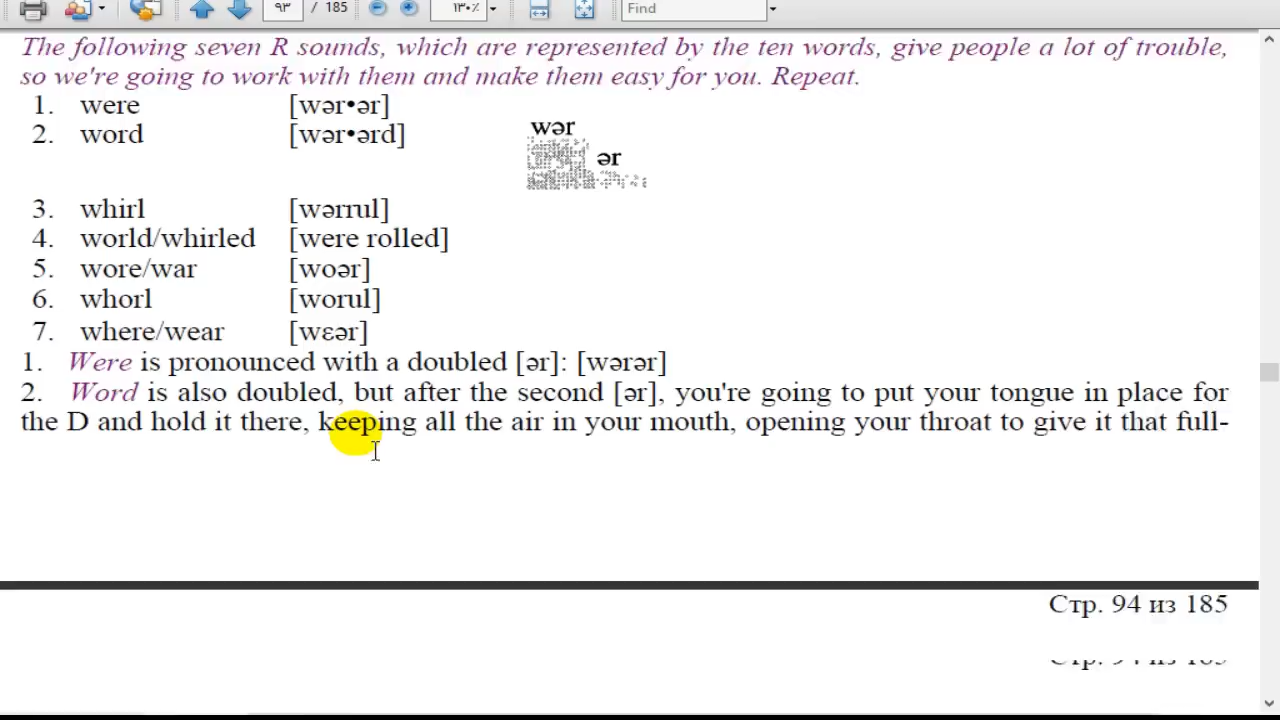 ۹۳ / 185 ۱۳۰٪ Find
The following seven R sounds, which are represented by the ten words, give people a lot of trouble,
so we're going to work with them and make them easy for you. Repeat.
1. were [wər•ər]
2. word [wər•ərd]
wər
ər
3. whirl [wərrul]
4. world/whirled [were rolled]
5. wore/war [woər]
6. whorl [worul]
7. where/wear [wɛər]
1. Were is pronounced with a doubled [ər]: [wərər]
2. Word is also doubled, but after the second [ər], you're going to put your tongue in place for
the D and hold it there, keeping all the air in your mouth, opening your throat to give it that full-
Стр. 94 из 185
Стр. 94 из 185